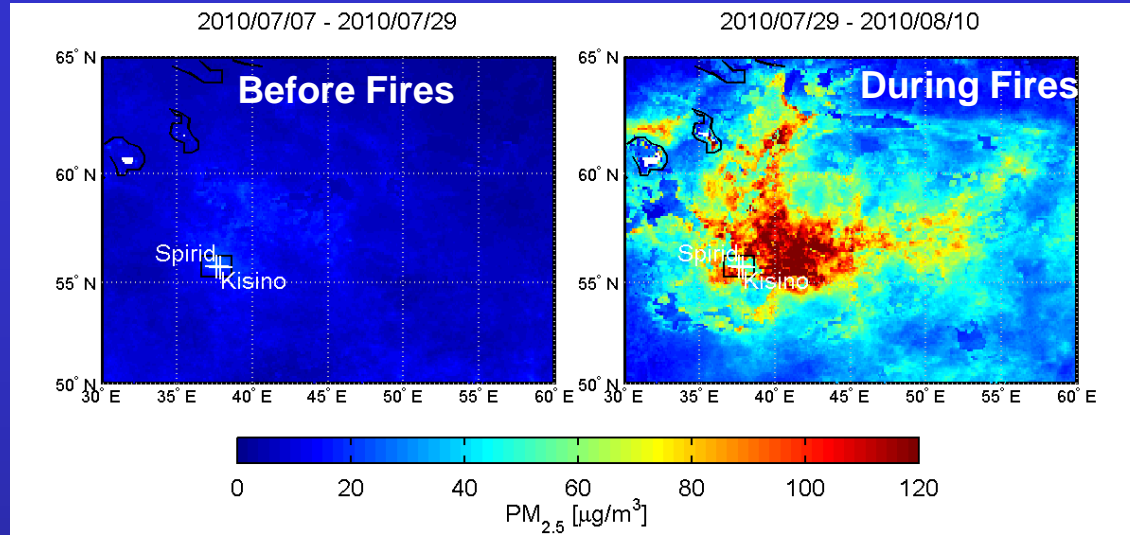 2010/07/07 - 2010/07/29
2010/07/29 - 2010/08/10
65° N
60° N
55° N
50° N
30° E
35° E
40° E
45° E
50° E
55° E
60° E
Before Fires
Spirid
Kisino
65° N
60° N
55° N
50° N
30° E
35° E
40° E
45° E
50° E
55° E
60° E
During Fires
Spirid
Kisino
0
20
40
60
80
100
120
PM2.5 [μg/m³]